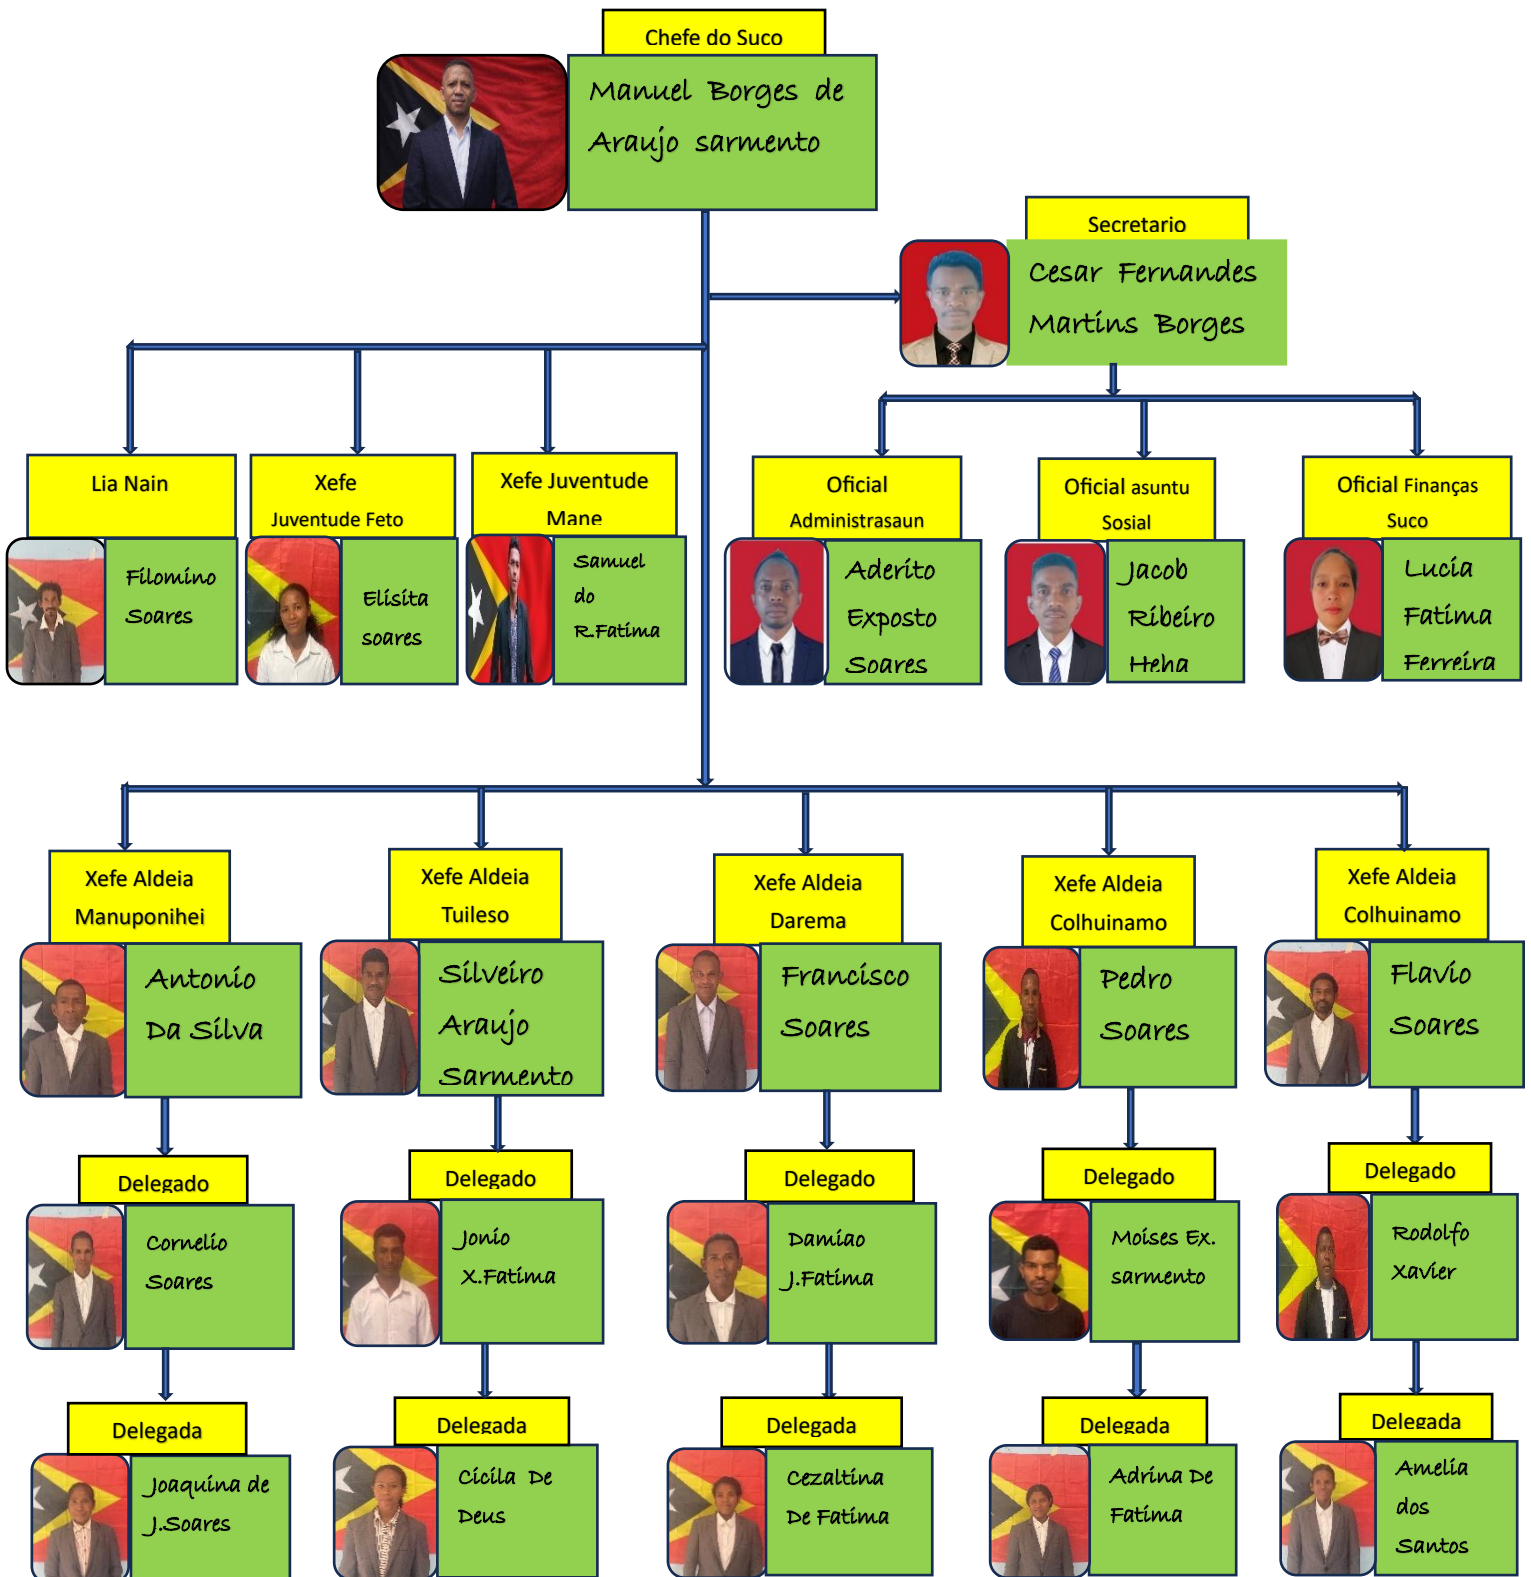 Chefe do Suco
Manuel Borges de
Araujo sarmento
Secretario
Cesar Fernandes
Martins Borges
Lia Nain
Filomino
Soares
Xefe
Juventude Feto
Elisita
soares
Xefe Juventude
Mane
Samuel
do
R.Fatima
Oficial
Administrasaun
Aderito
Exposto
Soares
Oficial asuntu
Sosial
Jacob
Ribeiro
Heha
Oficial Finanças
Suco
Lucia
Fatima
Ferreira
Xefe Aldeia
Manuponihei
Antonio
Da Silva
Xefe Aldeia
Tuileso
Silveiro
Araujo
Sarmento
Xefe Aldeia
Darema
Francisco
Soares
Xefe Aldeia
Colhuinamo
Pedro
Soares
Xefe Aldeia
Colhuinamo
Flavio
Soares
Delegado
Cornelio
Soares
Delegado
Jonio
X.Fatima
Delegado
Damiao
J.Fatima
Delegado
Moises Ex.
sarmento
Delegado
Rodolfo
Xavier
Delegada
Joaquina de
J.Soares
Delegada
Cicila De
Deus
Delegada
Cezaltina
De Fatima
Delegada
Adrina De
Fatima
Delegada
Amelia
dos
Santos